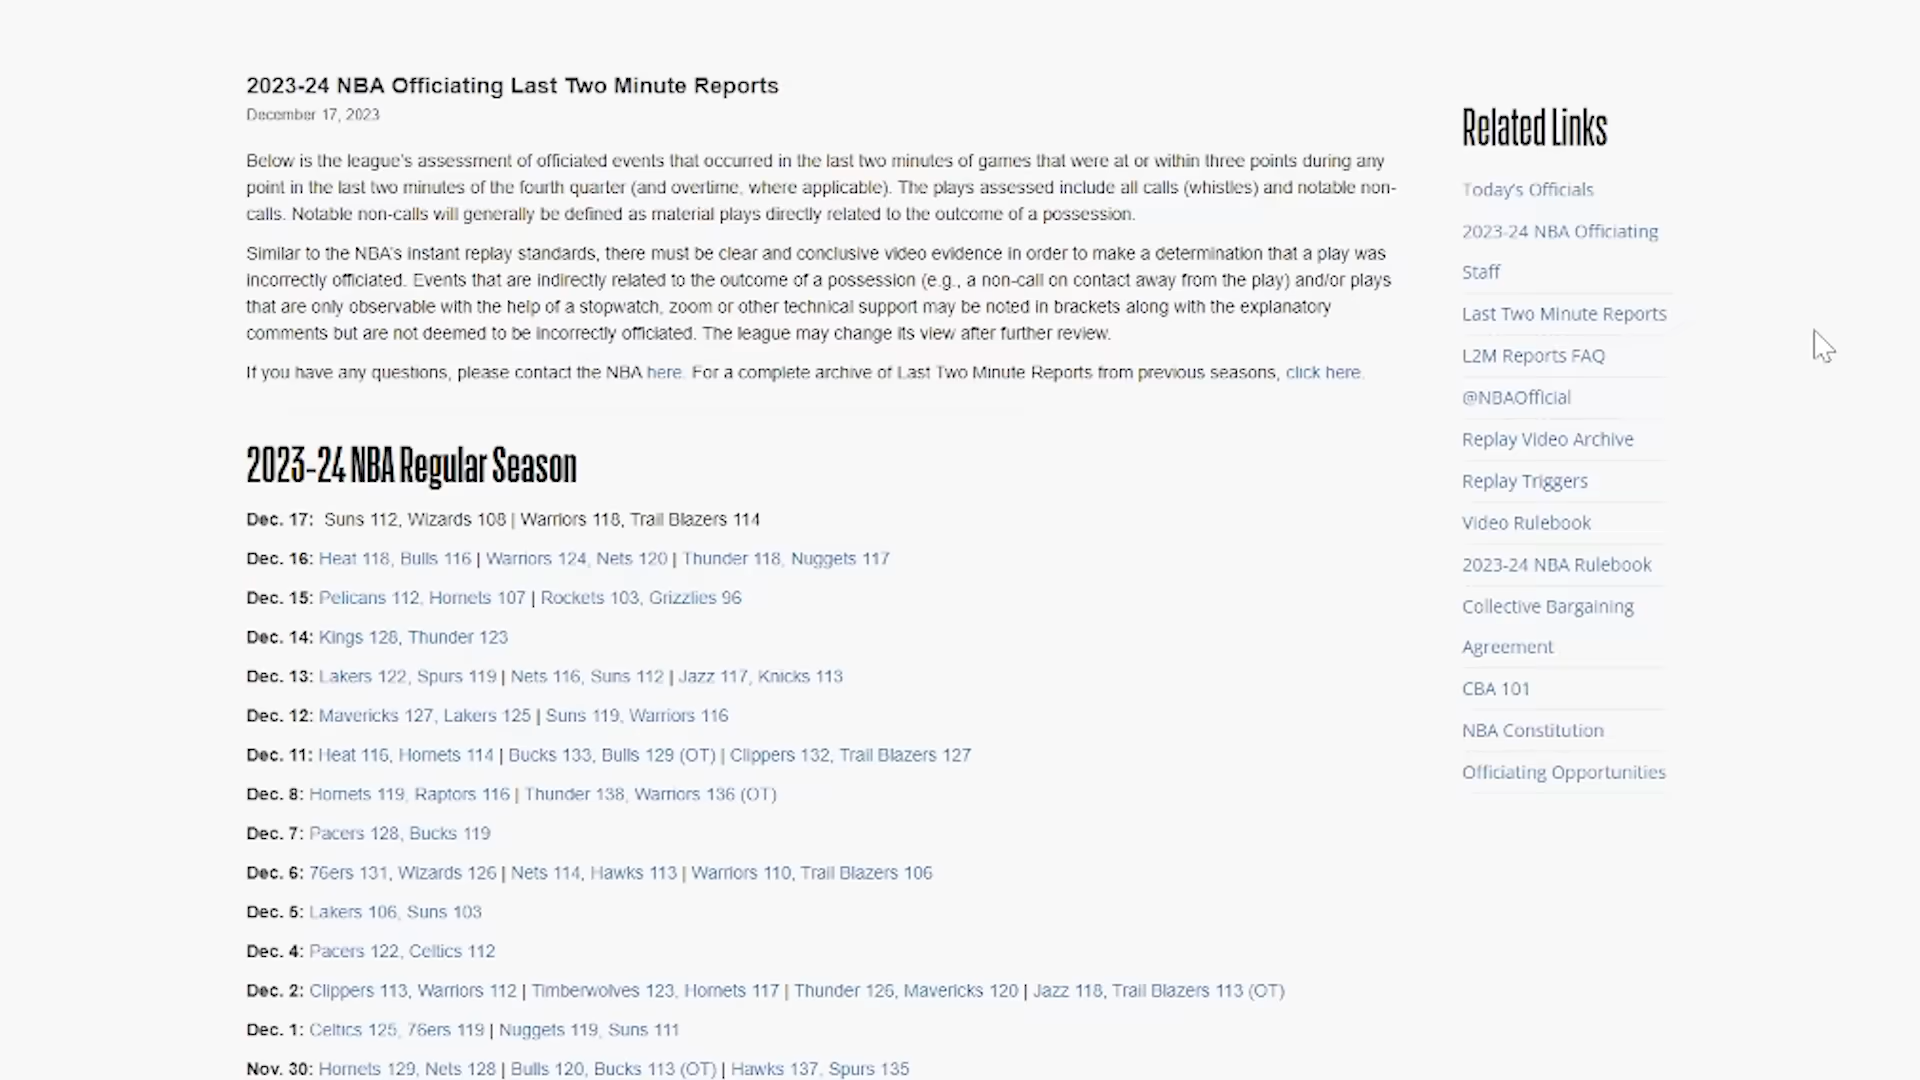 2023-24 NBA Officiating Last Two Minute Reports
December 17, 2023
Below is the league's assessment of officiated events that occurred in the last two minutes of games that were at or within three points during any
point in the last two minutes of the fourth quarter (and overtime, where applicable). The plays assessed include all calls (whistles) and notable non-
calls. Notable non-calls will generally be defined as material plays directly related to the outcome of a possession.
Similar to the NBA's instant replay standards, there must be clear and conclusive video evidence in order to make a determination that a play was
incorrectly officiated. Events that are indirectly related to the outcome of a possession (e.g., a non-call on contact away from the play) and/or plays
that are only observable with the help of a stopwatch, zoom or other technical support may be noted in brackets along with the explanatory
comments but are not deemed to be incorrectly officiated. The league may change its view after further review.
If you have any questions, please contact the NBA here. For a complete archive of Last Two Minute Reports from previous seasons, click here.
2023-24 NBA Regular Season
Dec. 17: Suns 112, Wizards 108 | Warriors 118, Trail Blazers 114
Dec. 16: Heat 118, Bulls 116 | Warriors 124, Nets 120 | Thunder 118, Nuggets 117
Dec. 15: Pelicans 112, Hornets 107 | Rockets 103, Grizzlies 96
Dec. 14: Kings 128, Thunder 123
Dec. 13: Lakers 122, Spurs 119 | Nets 116, Suns 112 | Jazz 117, Knicks 113
Dec. 12: Mavericks 127, Lakers 125 | Suns 119, Warriors 116
Dec. 11: Heat 116, Hornets 114 | Bucks 133, Bulls 129 (OT) | Clippers 132, Trail Blazers 127
Dec. 8: Hornets 119, Raptors 116 | Thunder 138, Warriors 136 (OT)
Dec. 7: Pacers 128, Bucks 119
Dec. 6: 76ers 131, Wizards 126 | Nets 114, Hawks 113 | Warriors 110, Trail Blazers 106
Dec. 5: Lakers 106, Suns 103
Dec. 4: Pacers 122, Celtics 112
Dec. 2: Clippers 113, Warriors 112 | Timberwolves 123, Hornets 117 | Thunder 126, Mavericks 120 | Jazz 118, Trail Blazers 113 (OT)
Dec. 1: Celtics 125, 76ers 119 | Nuggets 119, Suns 111
Nov. 30: Hornets 129, Nets 128 | Bulls 120, Bucks 113 (OT) | Hawks 137, Spurs 135
Related Links
Today's Officials
2023-24 NBA Officiating
Staff
Last Two Minute Reports
L2M Reports FAQ
@NBAOfficial
Replay Video Archive
Replay Triggers
Video Rulebook
2023-24 NBA Rulebook
Collective Bargaining
Agreement
CBA 101
NBA Constitution
Officiating Opportunities